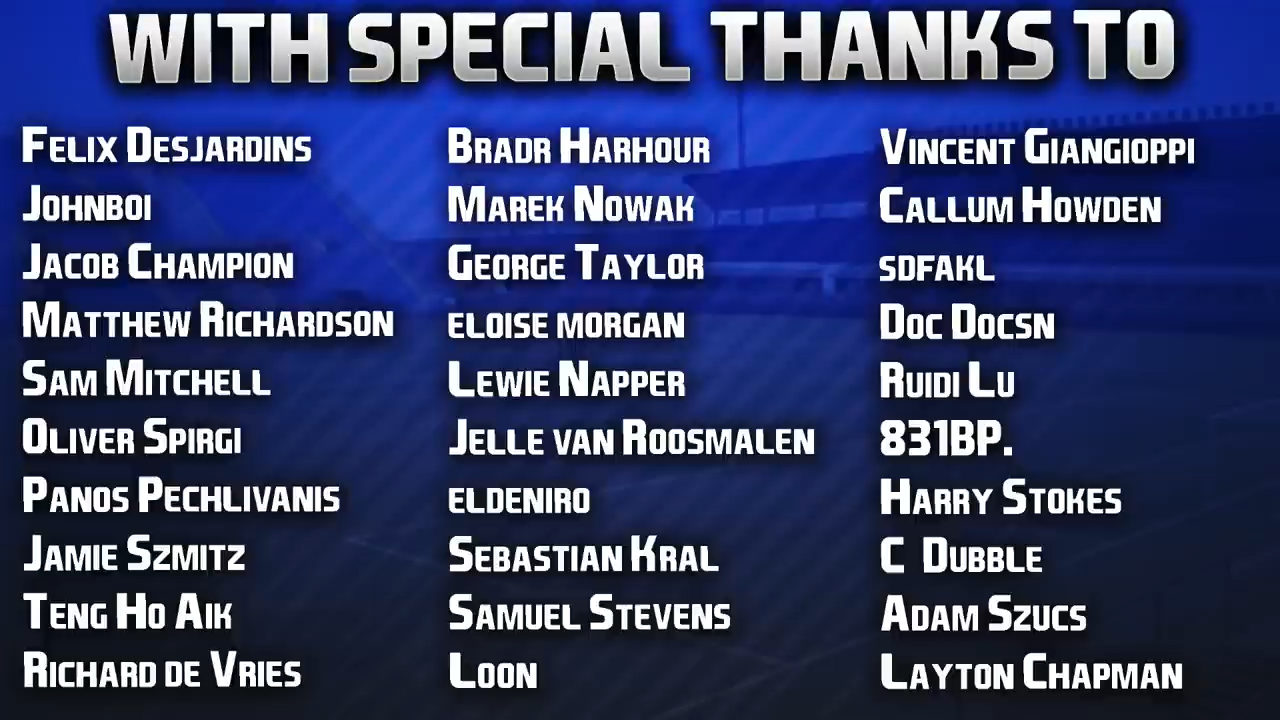 WITH SPECIAL THANKS TO
FELIX DESJARDINS
JOHNBOI
JACOB CHAMPION
MATTHEW RICHARDSON
SAM MITCHELL
OLIVER SPIRGI
PANOS PECHLIVANIS
JAMIE SZMITZ
TENG HO AIK
RICHARD DE VRIES
BRADR HARHOUR
MAREK NOWAK
GEORGE TAYLOR
ELOISE MORGAN
LEWIE NAPPER
JELLE VAN ROOSMALEN
ELDENIRO
SEBASTIAN KRAL
SAMUEL STEVENS
LOON
VINCENT GIANGIOPPI
CALLUM HOWDEN
SDFAKL
DOC DOCSN
RUIDI LU
831BP.
HARRY STOKES
C DUBBLE
ADAM SZUCS
LAYTON CHAPMAN